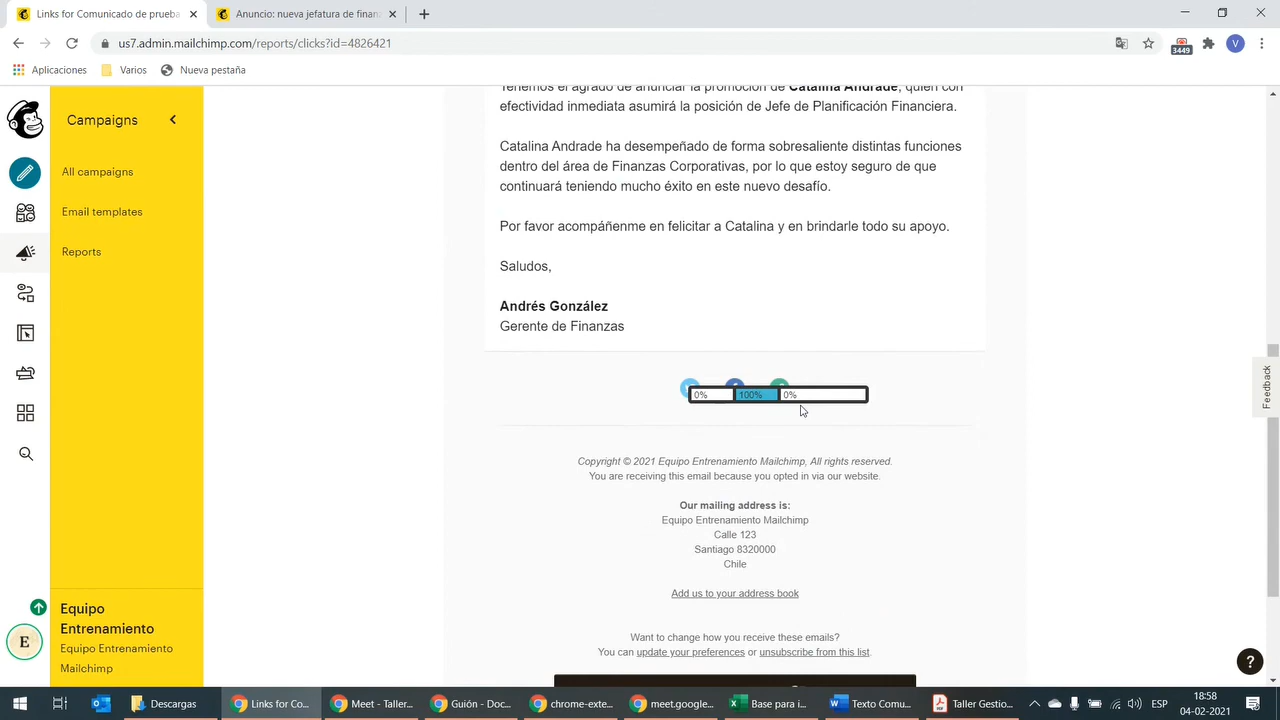 Links for Comunicado de prueba
Anuncio: nueva jefatura de finan
us7.admin.mailchimp.com/reports/clicks?id=4826421
3449
V
Aplicaciones
Varios
Nueva pestaña
Campaigns
All campaigns
Email templates
Reports
Tenemos el agrado de anunciar la promoción de Catalina Andrade, quien con
efectividad inmediata asumirá la posición de Jefe de Planificación Financiera.
Catalina Andrade ha desempeñado de forma sobresaliente distintas funciones
dentro del área de Finanzas Corporativas, por lo que estoy seguro de que
continuará teniendo mucho éxito en este nuevo desafío.
Por favor acompáñenme en felicitar a Catalina y en brindarle todo su apoyo.
Saludos,
Andrés González
Gerente de Finanzas
0% 100% 0%
Copyright © 2021 Equipo Entrenamiento Mailchimp, All rights reserved.
You are receiving this email because you opted in via our website.
Our mailing address is:
Equipo Entrenamiento Mailchimp
Calle 123
Santiago 8320000
Chile
Add us to your address book
Want to change how you receive these emails?
You can update your preferences or unsubscribe from this list.
Feedback
?
E
Equipo
Entrenamiento
Equipo Entrenamiento
Mailchimp
Descargas
Links for Co...
Meet - Taller...
Guión - Doc...
chrome-exte...
meet.google...
Base para i...
Texto Comu...
Taller Gestio...
18:58
04-02-2021